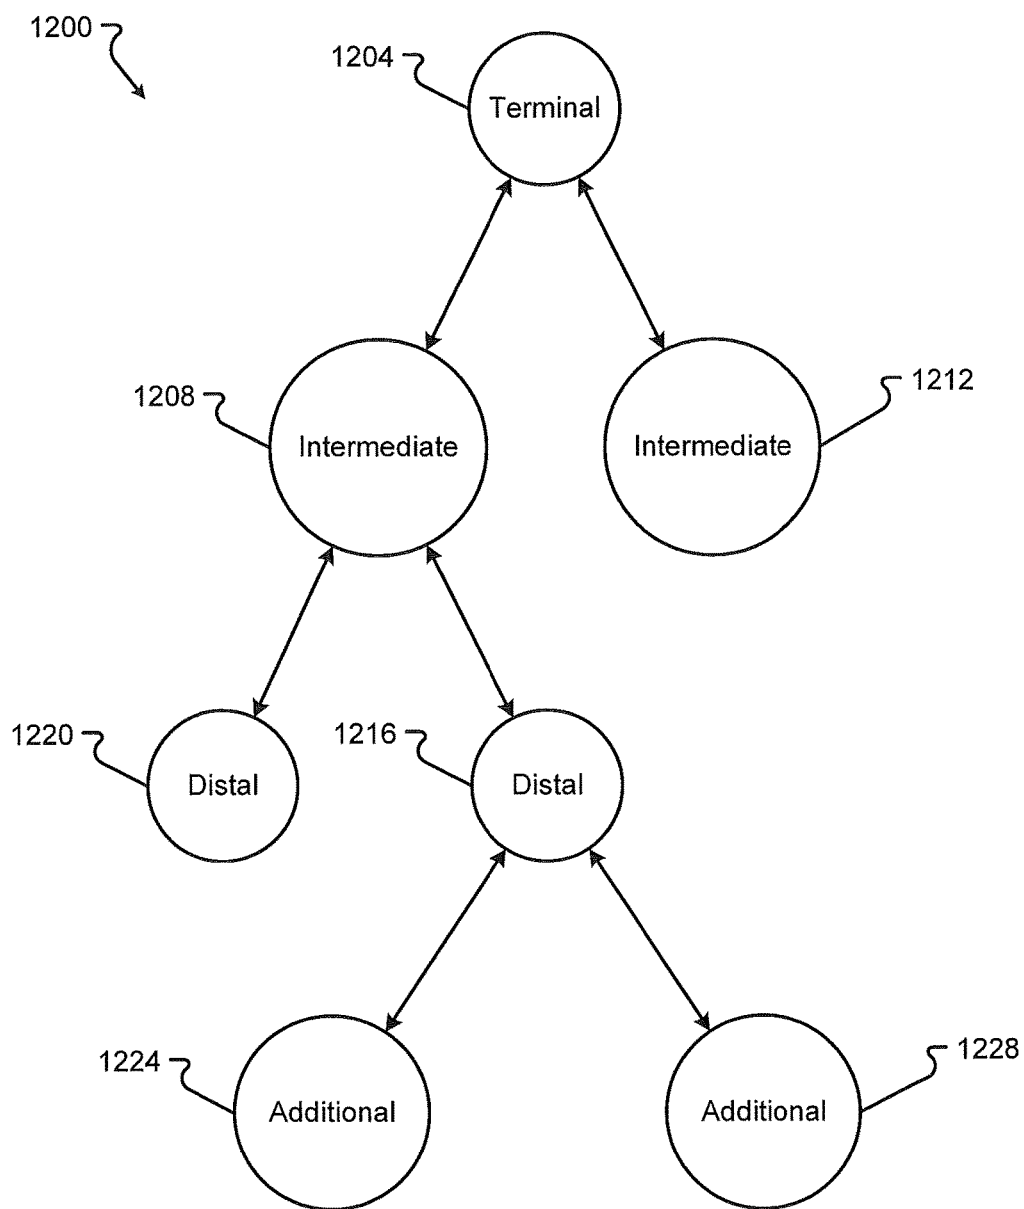 1200
1204
Terminal
1208
Intermediate
1212
Intermediate
1220
Distal
1216
Distal
1224
Additional
1228
Additional